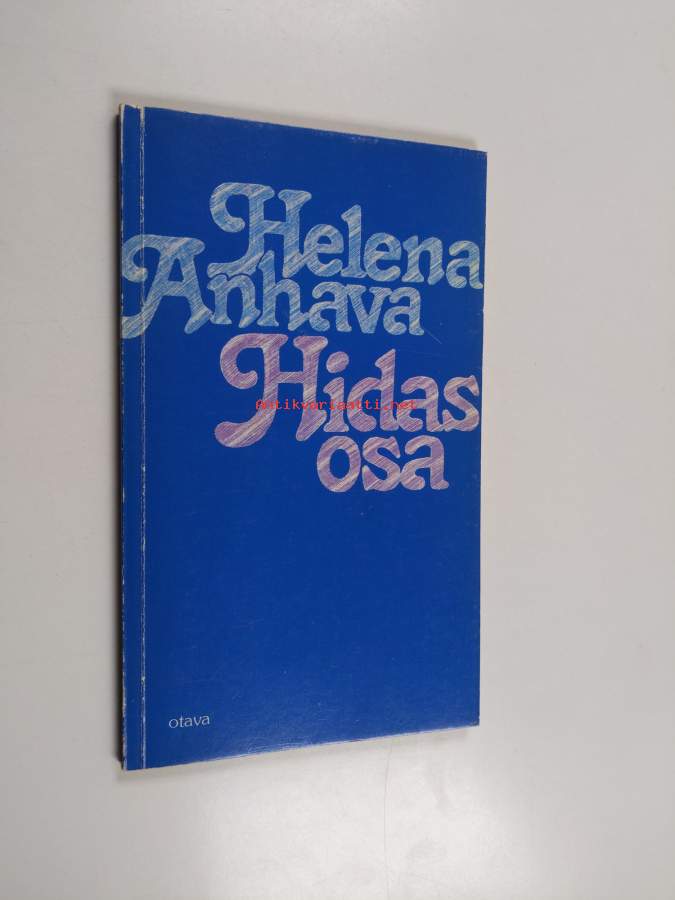 Helena
Anhava
Hidas
osa
Antikvariaatti.net
otava